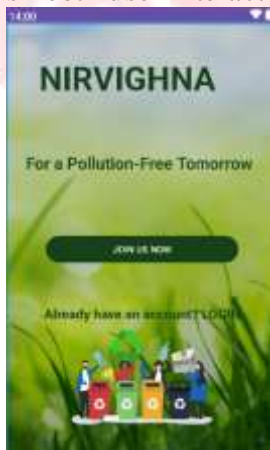 14:00
NIRVIGHNA
For a Pollution-Free Tomorrow
JOIN US NOW
Already have an account? LOGIN